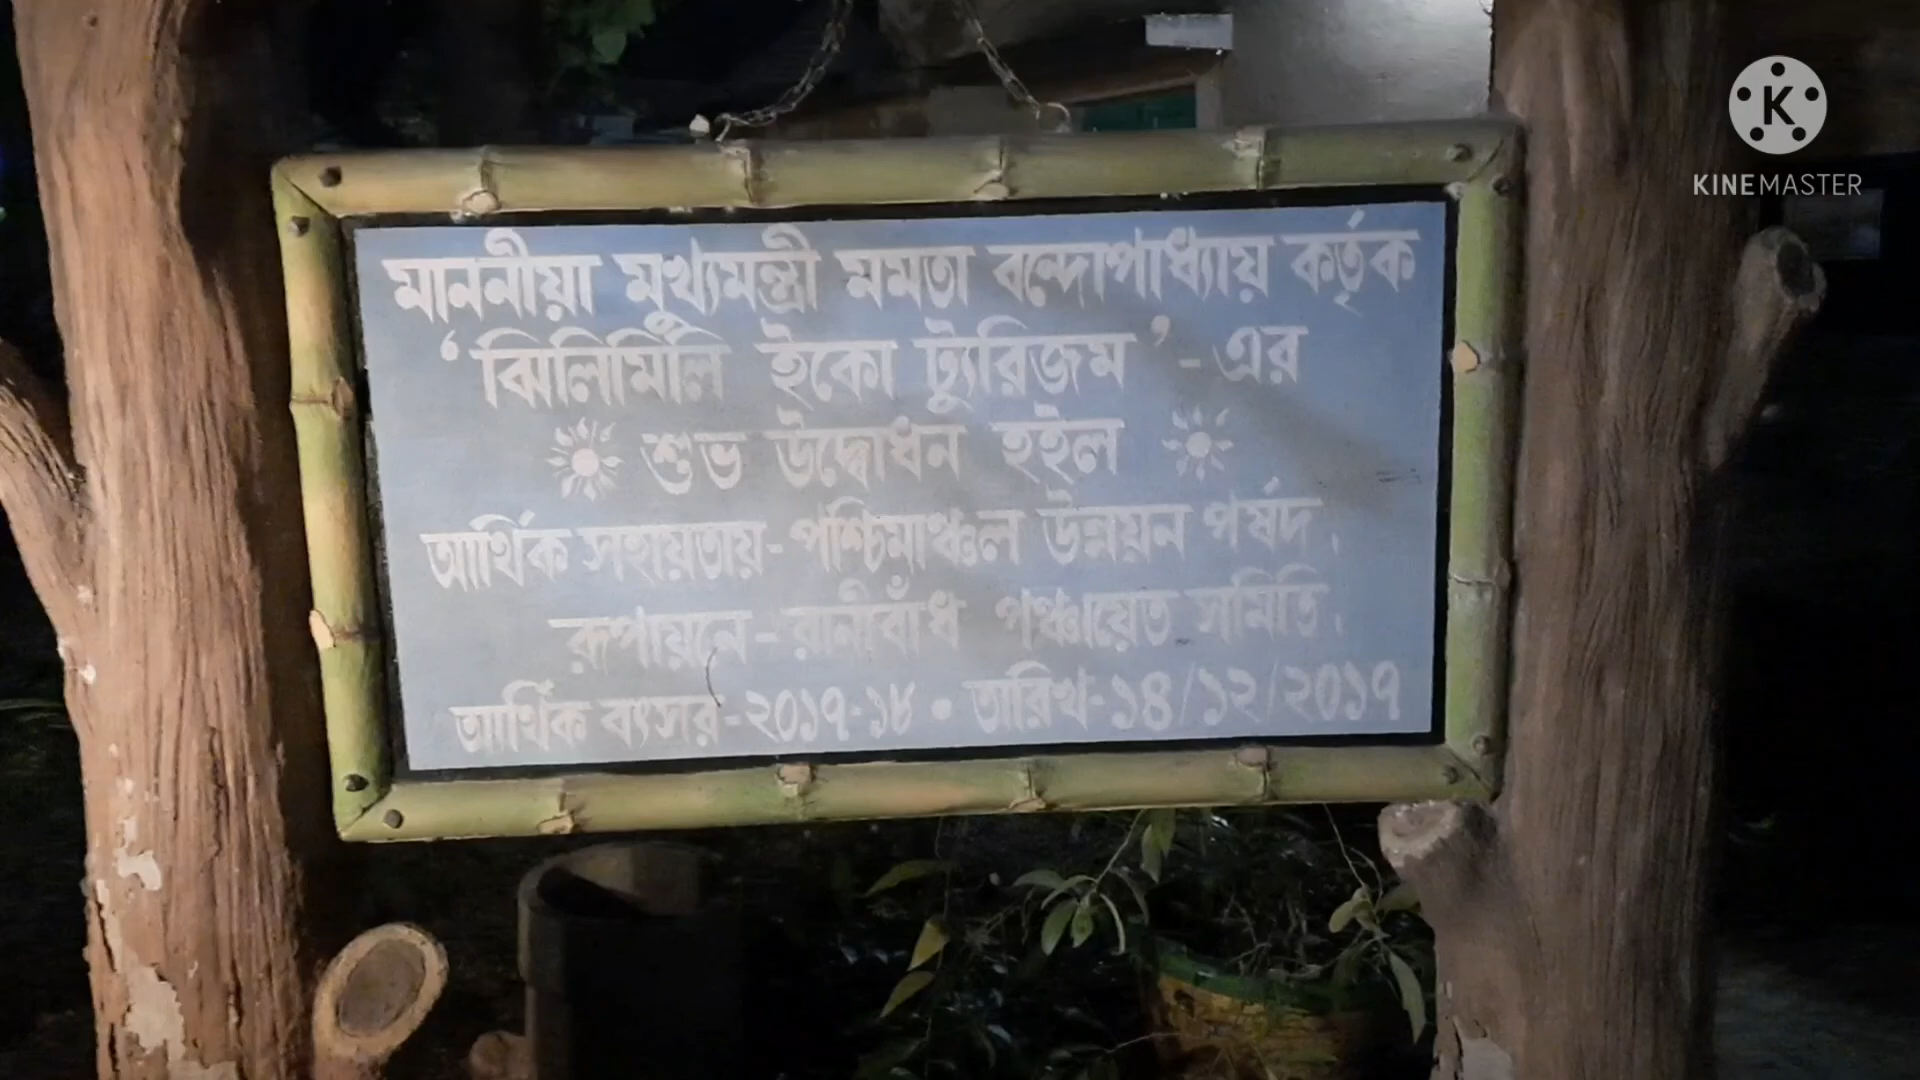 মাননীয়া মুখ্যমন্ত্রী মমতা বন্দোপাধ্যায় কর্তৃক
‘ঝিলিমিলি ইকো ট্যুরিজম’-এর
শুভ উদ্বোধন হইল
আর্থিক সহায়তায়-পশ্চিমাঞ্চল উন্নয়ন পর্ষদ।
রূপায়নে-রানীবাঁধ পঞ্চায়েত সমিতি।
আর্থিক বৎসর-২০১৭-১৮ • তারিখ-১৪/১২/২০১৭
KINEMASTER